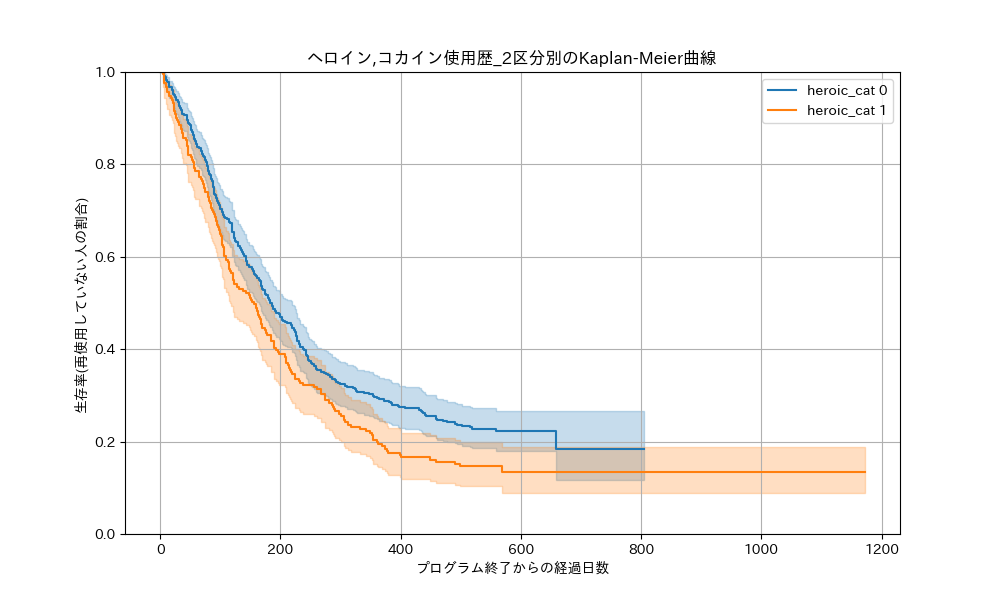 ヘロイン,コカイン使用歴_2区分別のKaplan-Meier曲線
heroic_cat 0
heroic_cat 1
生存率(再使用していない人の割合)
1.0
0.8
0.6
0.4
0.2
0.0
0 200 400 600 800 1000 1200
プログラム終了からの経過日数